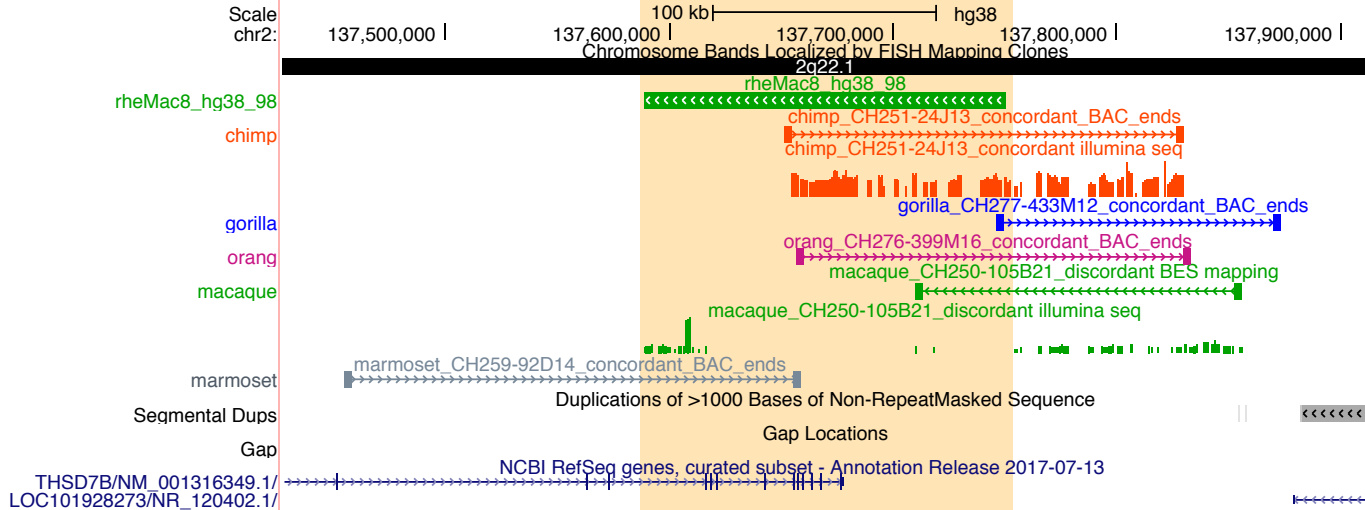 Scale 100 kb hg38
chr2: 137,500,000 137,600,000 137,700,000 137,800,000 137,900,000
Chromosome Bands Localized by FISH Mapping Clones
2q22.1
rheMac8_hg38_98
rheMac8_hg38_98
chimp_CH251-24J13_concordant_BAC_ends
chimp
chimp_CH251-24J13_concordant illumina seq
gorilla_CH277-433M12_concordant_BAC_ends
gorilla
orang_CH276-399M16_concordant_BAC_ends
orang
macaque_CH250-105B21_discordant BES mapping
macaque
macaque_CH250-105B21_discordant illumina seq
marmoset_CH259-92D14_concordant_BAC_ends
marmoset
Duplications of >1000 Bases of Non-RepeatMasked Sequence
Segmental Dups
Gap Locations
Gap
NCBI RefSeq genes, curated subset - Annotation Release 2017-07-13
THSD7B/NM_001316349.1/
LOC101928273/NR_120402.1/